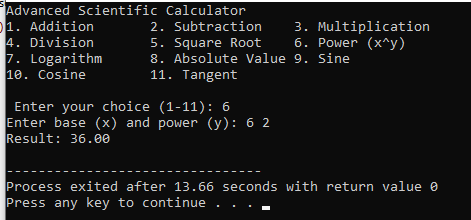 Advanced Scientific Calculator
1. Addition 2. Subtraction 3. Multiplication
4. Division 5. Square Root 6. Power (x^y)
7. Logarithm 8. Absolute Value 9. Sine
10. Cosine 11. Tangent
Enter your choice (1-11): 6
Enter base (x) and power (y): 6 2
Result: 36.00
--------------------------------
Process exited after 13.66 seconds with return value 0
Press any key to continue . . .